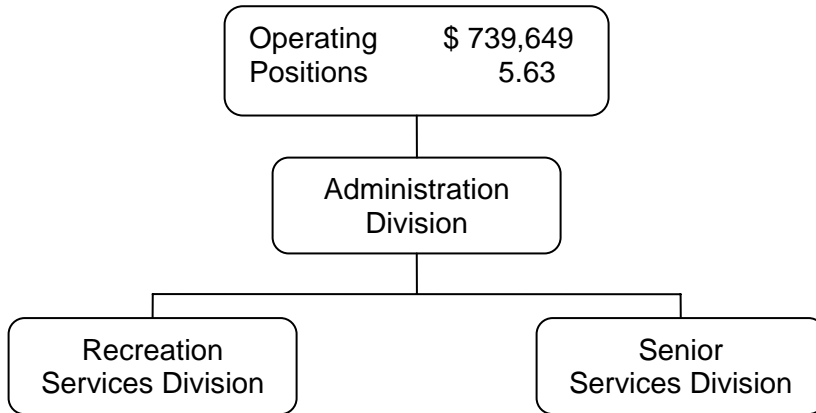 Operating $ 739,649
Positions 5.63
Administration
Division
Recreation
Services Division
Senior
Services Division